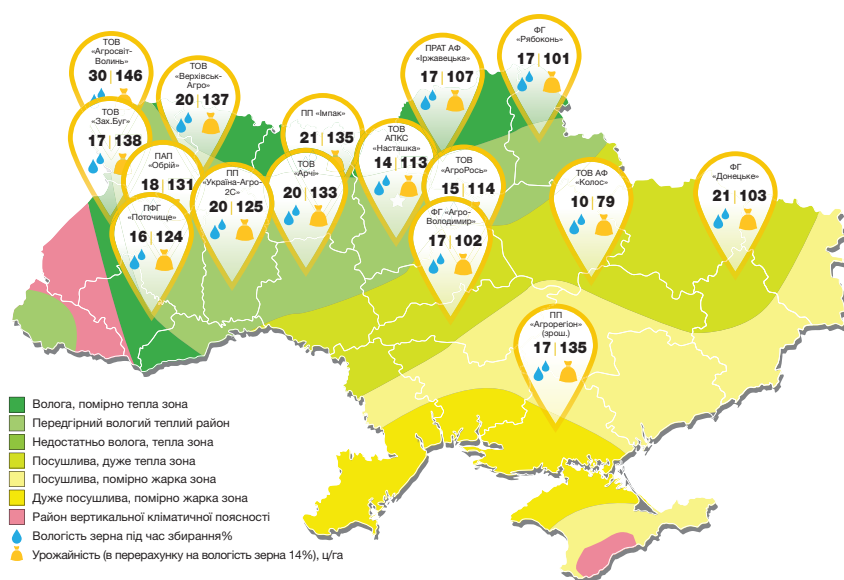 ТОВ
«Агросвіт-
Волинь»
30 | 146
ТОВ
«Верхівськ-
Агро»
20 | 137
ТОВ
«Зах.Буг»
17 | 138
ПАП
«Обрій»
18 | 131
ПФГ
«Поточище»
16 | 124
ПП
«Україна-Агро-
2С»
20 | 125
ПП «Імпак»
21 | 135
ТОВ
«Арчі»
20 | 133
ТОВ
АПКС
«Насташка»
14 | 113
ПРАТ АФ
«Іржавецька»
17 | 107
ФГ
«Рябоконь»
17 | 101
ТОВ
«АгроРось»
15 | 114
ФГ «Агро-
Володимир»
17 | 102
ТОВ АФ
«Колос»
10 | 79
ФГ
«Донецьке»
21 | 103
ПП
«Агрорегіон»
(зрош.)
17 | 135
Волога, помірно тепла зона
Передгірний вологий теплий район
Недостатньо волога, тепла зона
Посушлива, дуже тепла зона
Посушлива, помірно жарка зона
Дуже посушлива, помірно жарка зона
Район вертикальної кліматичної поясності
Вологість зерна під час збирання%
Урожайність (в перерахунку на вологість зерна 14%), ц/га